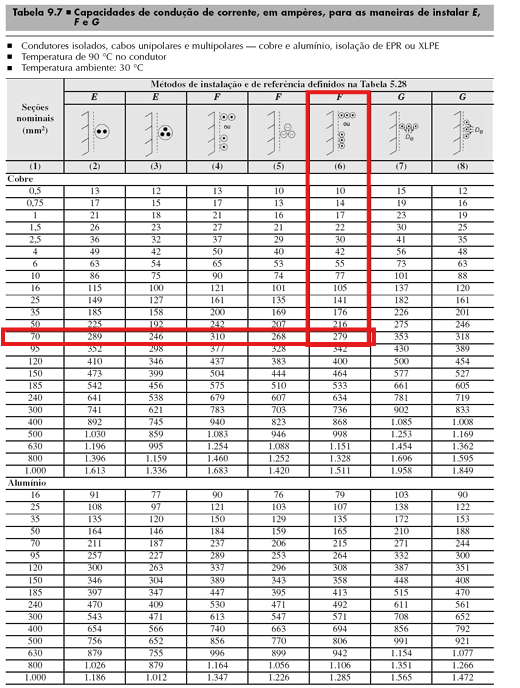 Tabela 9.7 ■ Capacidades de condução de corrente, em ampères, para as maneiras de instalar E,
F e G
■ Condutores isolados, cabos unipolares e multipolares — cobre e alumínio, isolação de EPR ou XLPE
■ Temperatura de 90 °C no condutor
■ Temperatura ambiente: 30 °C
Seções nominais (mm²) Métodos de instalação e de referência definidos na Tabela 5.28
E E F F F G G
ou ou De De
(1) (2) (3) (4) (5) (6) (7) (8)
Cobre
0,5 13 12 13 10 10 15 12
0,75 17 15 17 13 14 19 16
1 21 18 21 16 17 23 19
1,5 26 23 27 21 22 30 25
2,5 36 32 37 29 30 41 35
4 49 42 50 40 42 56 48
6 63 54 65 53 55 73 63
10 86 75 90 74 77 101 88
16 115 100 121 101 105 137 120
25 149 127 161 135 141 182 161
35 185 158 200 169 176 226 201
50 225 192 242 207 216 275 246
70 289 246 310 268 279 353 318
95 352 298 377 328 342 430 389
120 410 346 437 383 400 500 454
150 473 399 504 444 464 577 527
185 542 456 575 510 533 661 605
240 641 538 679 607 634 781 719
300 741 621 783 703 736 902 833
400 892 745 940 823 868 1.085 1.008
500 1.030 859 1.083 946 998 1.253 1.169
630 1.196 995 1.254 1.088 1.151 1.454 1.362
800 1.396 1.159 1.460 1.252 1.328 1.696 1.595
1.000 1.613 1.336 1.683 1.420 1.511 1.958 1.849
Alumínio
16 91 77 90 76 79 103 90
25 108 97 121 103 107 138 122
35 135 120 150 129 135 172 153
50 164 146 184 159 165 210 188
70 211 187 237 206 215 271 244
95 257 227 289 253 264 332 300
120 300 263 337 296 308 387 351
150 346 304 389 343 358 448 408
185 397 347 447 395 413 515 470
240 470 409 530 471 492 611 561
300 543 471 613 547 571 708 652
400 654 566 740 663 694 856 792
500 756 652 856 770 806 991 921
630 879 755 996 899 942 1.154 1.077
800 1.026 879 1.164 1.056 1.106 1.351 1.266
1.000 1.186 1.012 1.347 1.226 1.285 1.565 1.472